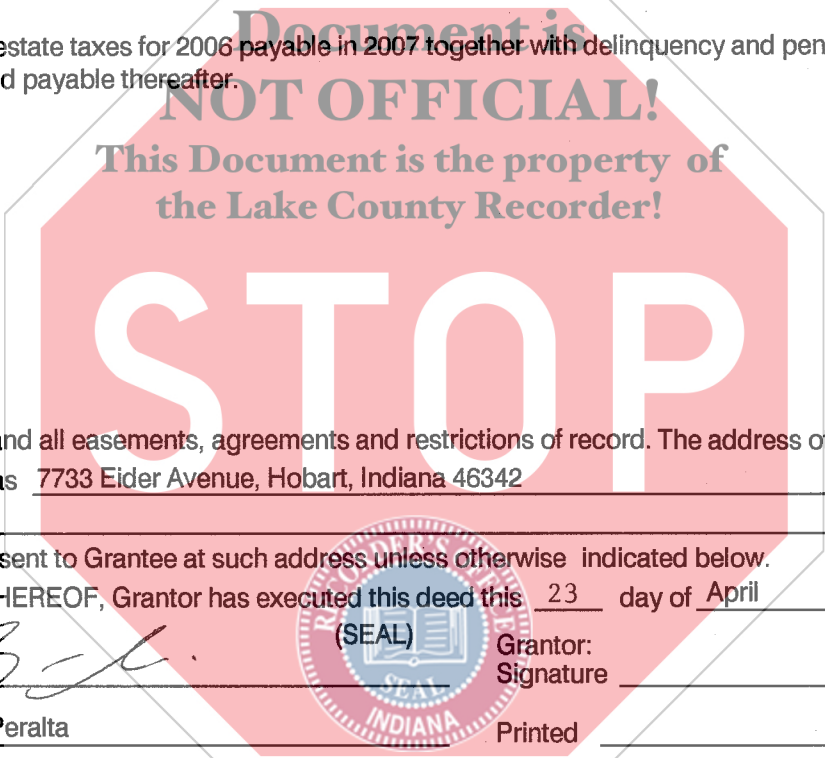 Document is
estate taxes for 2006 payable in 2007 together with delinquency and pen
d payable thereafter.
NOT OFFICIAL!
This Document is the property of
the Lake County Recorder!
STOP
and all easements, agreements and restrictions of record. The address of
as 7733 Eider Avenue, Hobart, Indiana 46342
sent to Grantee at such address unless otherwise indicated below.
HEREOF, Grantor has executed this deed this 23 day of April
(SEAL) Grantor:
Signature
Peralta Printed
RECORDER'S OFFICE
SEAL
INDIANA